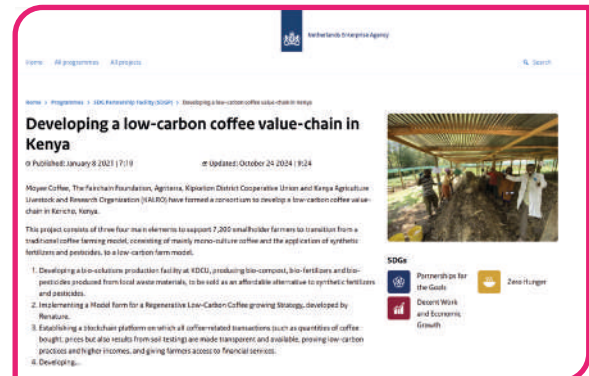 Netherlands Enterprise Agency
Home All programmes All projects
Search
Home > Programmes > SDG Partnership Facility (SDGP) > Developing a low-carbon coffee value-chain in Kenya
Developing a low-carbon coffee value-chain in
Kenya
Published: January 8 2021 | 7:19
Updated: October 24 2024 | 9:24
Moyee Coffee, The Fairchain Foundation, Agriterra, Kipkelion District Cooperative Union and Kenya Agriculture
Livestock and Research Organization (KALRO) have formed a consortium to develop a low-carbon coffee value-
chain in Kericho, Kenya.
This project consists of three four main elements to support 7,200 smallholder farmers to transition from a
traditional coffee farming model, consisting of mainly mono-culture coffee and the application of synthetic
fertilizers and pesticides, to a low-carbon farm model.
1. Developing a bio-solutions production facility at KDCU, producing bio-compost, bio-fertilizers and bio-
pesticides produced from local waste materials, to be sold as an affordable alternative to synthetic fertilizers
and pesticides.
2. Implementing a Model Farm for a Regenerative Low-Carbon Coffee growing Strategy, developed by
Renature.
3. Establishing a blockchain platform on which all coffee-related transactions (such as quantities of coffee
bought, prices but also results from soil testing) are made transparent and available, proving low-carbon
practices and higher incomes, and giving farmers access to financial services.
4. Developing...
SDGs
Partnerships for
the Goals
Zero Hunger
Decent Work
and Economic
Growth